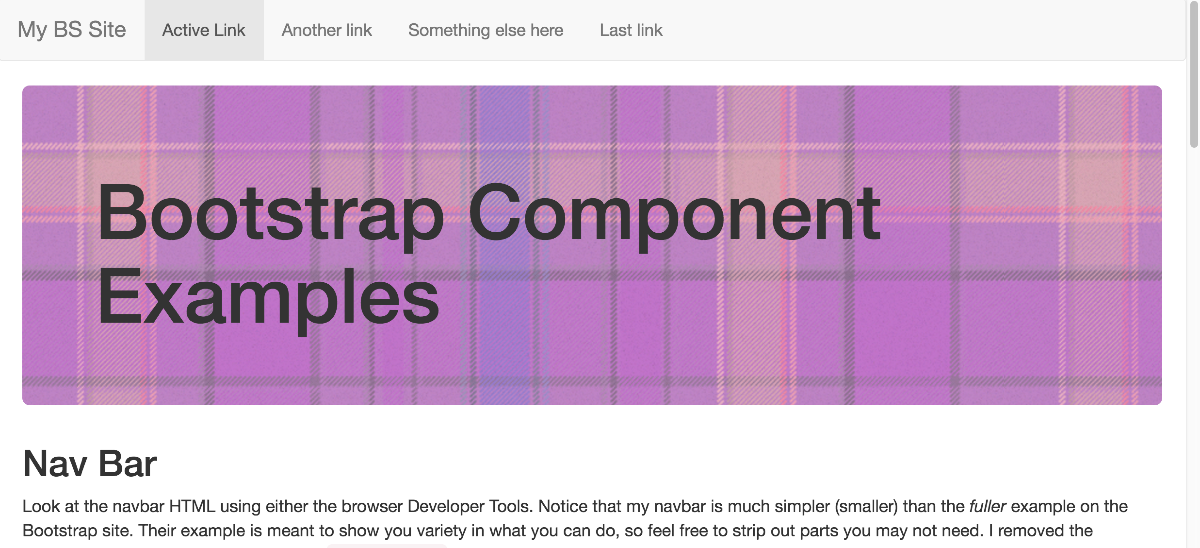 My BS Site Active Link Another link Something else here Last link
Bootstrap Component
Examples
Nav Bar
Look at the navbar HTML using either the browser Developer Tools. Notice that my navbar is much simpler (smaller) than the fuller example on the
Bootstrap site. Their example is meant to show you variety in what you can do, so feel free to strip out parts you may not need. I removed the